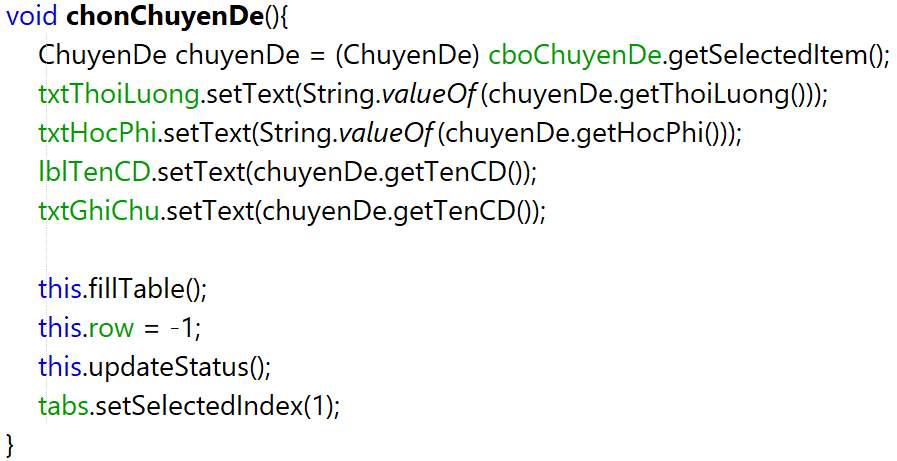 void chonChuyenDe(){
ChuyenDe chuyenDe = (ChuyenDe) cboChuyenDe.getSelectedItem();
txtThoiLuong.setText(String.valueOf(chuyenDe.getThoiLuong()));
txtHocPhi.setText(String.valueOf(chuyenDe.getHocPhi()));
lblTenCD.setText(chuyenDe.getTenCD());
txtGhiChu.setText(chuyenDe.getTenCD());
this.fillTable();
this.row = -1;
this.updateStatus();
tabs.setSelectedIndex(1);
}